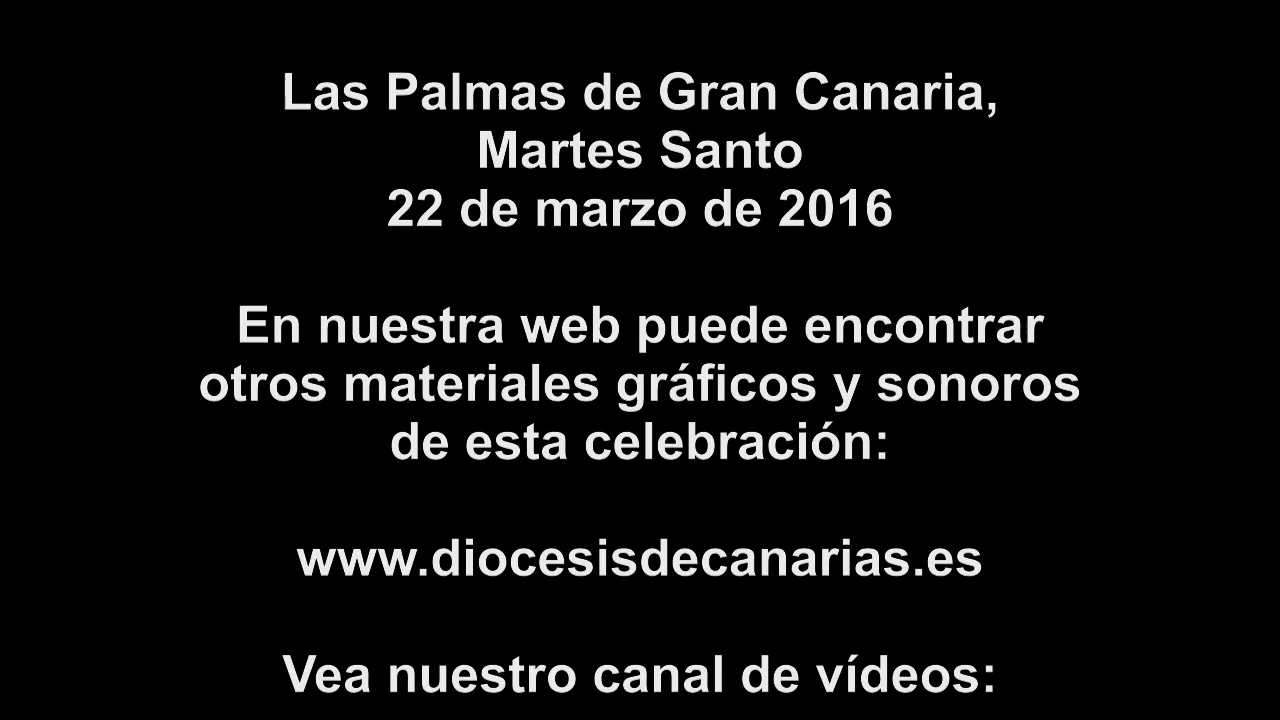 Las Palmas de Gran Canaria,
Martes Santo
22 de marzo de 2016
En nuestra web puede encontrar
otros materiales gráficos y sonoros
de esta celebración:
www.diocesisdecanarias.es
Vea nuestro canal de vídeos: